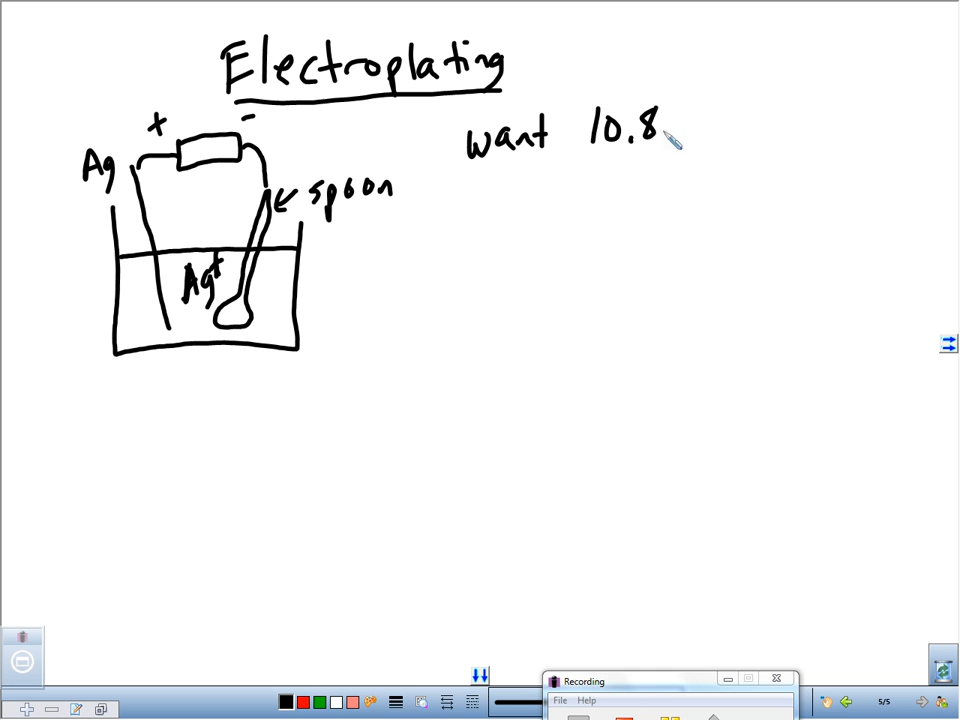 Electroplating
+ -
want 10.8
Ag
spoon
Ag+
Recording
File Help
5/5